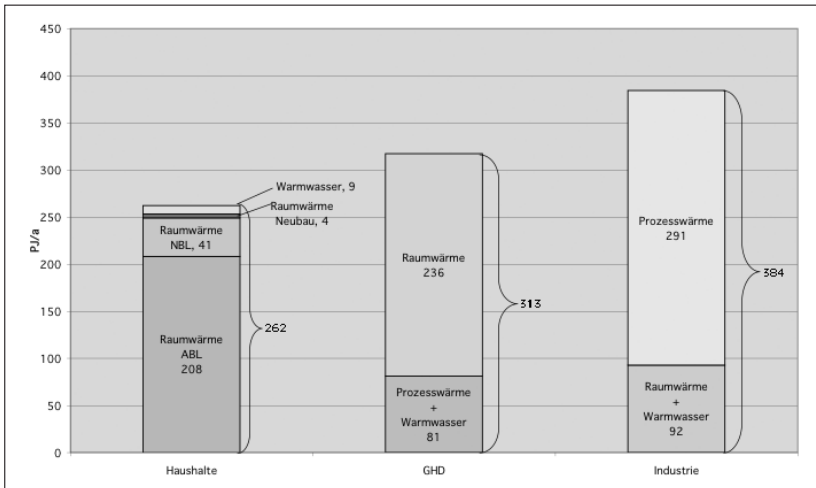 450
400
350
300
250
200
150
100
50
0
PJ/a
Warmwasser, 9
Raumwärme
Neubau, 4
Raumwärme
NBL, 41
Raumwärme
ABL
208
262
Raumwärme
236
Prozesswärme
+
Warmwasser
81
313
Prozesswärme
291
Raumwärme
+
Warmwasser
92
384
Haushalte
GHD
Industrie